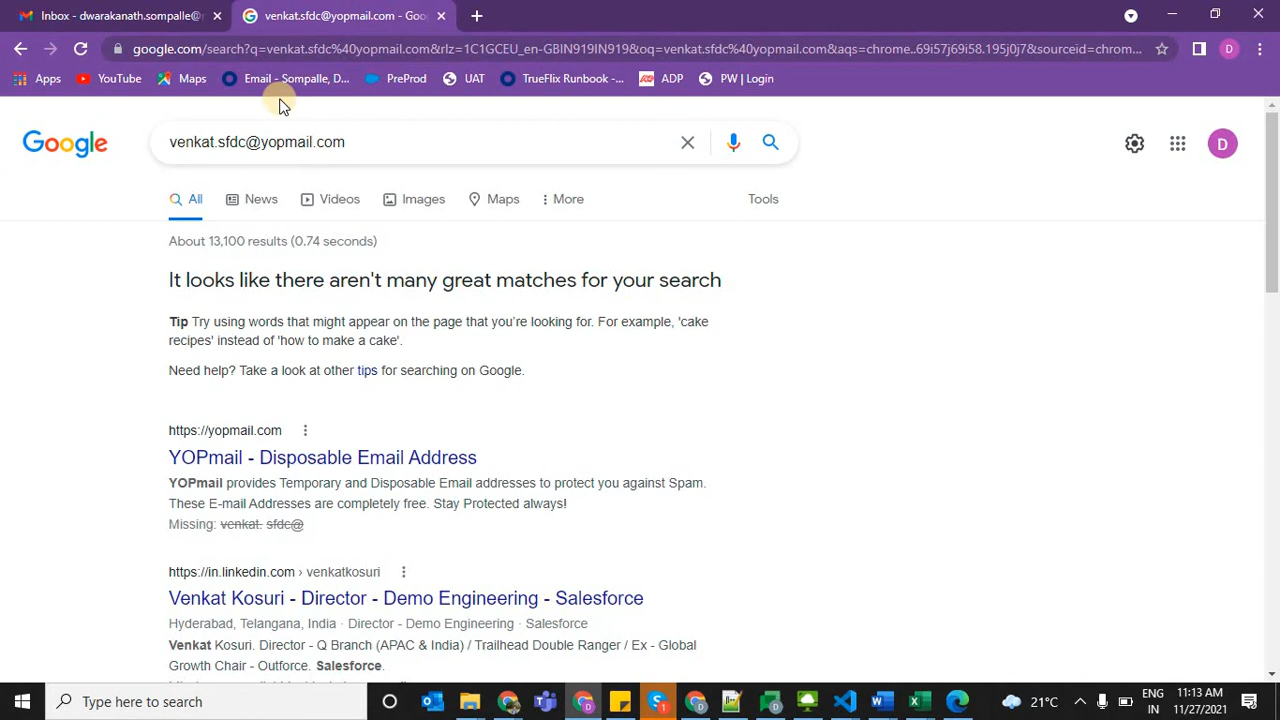 Inbox - dwarakanath.sompalle@
venkat.sfdc@yopmail.com - Goo
google.com/search?q=venkat.sfdc%40yopmail.com&rlz=1C1GCEU_en-GBIN919IN919&oq=venkat.sfdc%40yopmail.com&aqs=chrome..69i57j69i58.195j0j7&sourceid=chrom...
D
Apps YouTube Maps Email - Sompalle, D... PreProd UAT TrueFlix Runbook -... ADP PW | Login
Google
venkat.sfdc@yopmail.com
D
All News Videos Images Maps More Tools
About 13,100 results (0.74 seconds)
It looks like there aren't many great matches for your search
Tip Try using words that might appear on the page that you're looking for. For example, 'cake
recipes' instead of 'how to make a cake'.
Need help? Take a look at other tips for searching on Google.
https://yopmail.com
YOPmail - Disposable Email Address
YOPmail provides Temporary and Disposable Email addresses to protect you against Spam.
These E-mail Addresses are completely free. Stay Protected always!
Missing: venkat. sfdc@
https://in.linkedin.com › venkatkosuri
Venkat Kosuri - Director - Demo Engineering - Salesforce
Hyderabad, Telangana, India · Director - Demo Engineering · Salesforce
Venkat Kosuri. Director - Q Branch (APAC & India) / Trailhead Double Ranger / Ex - Global
Growth Chair - Outforce. Salesforce.
Type here to search
21°C
ENG
IN
11:13 AM
11/27/2021